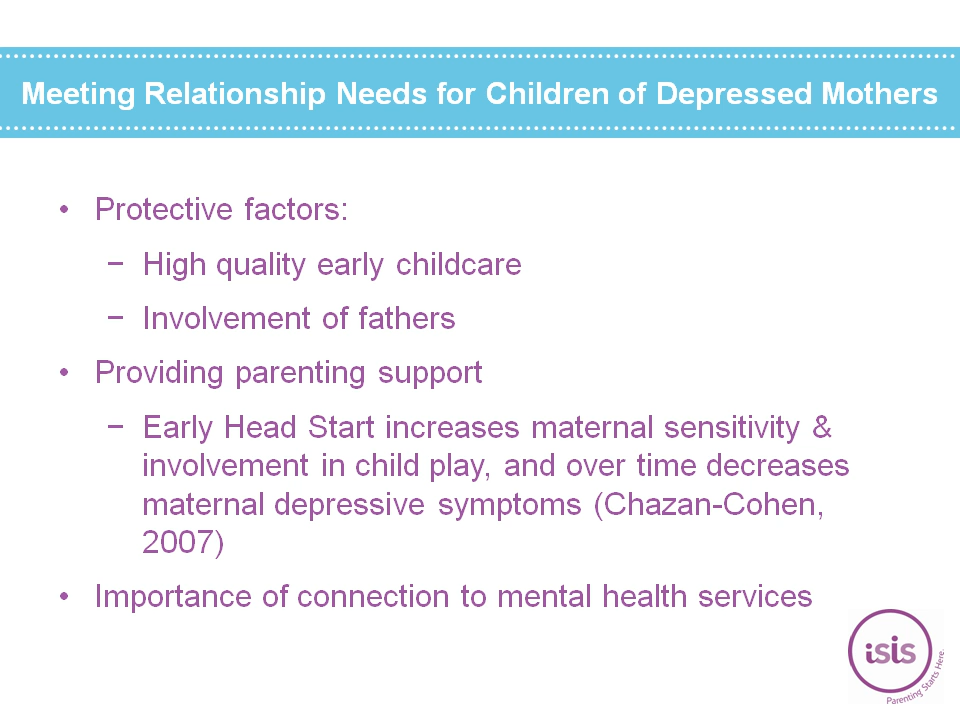 Meeting Relationship Needs for Children of Depressed Mothers
• Protective factors:
− High quality early childcare
− Involvement of fathers
• Providing parenting support
− Early Head Start increases maternal sensitivity &
involvement in child play, and over time decreases
maternal depressive symptoms (Chazan-Cohen,
2007)
• Importance of connection to mental health services
isis
Parenting Starts Here.